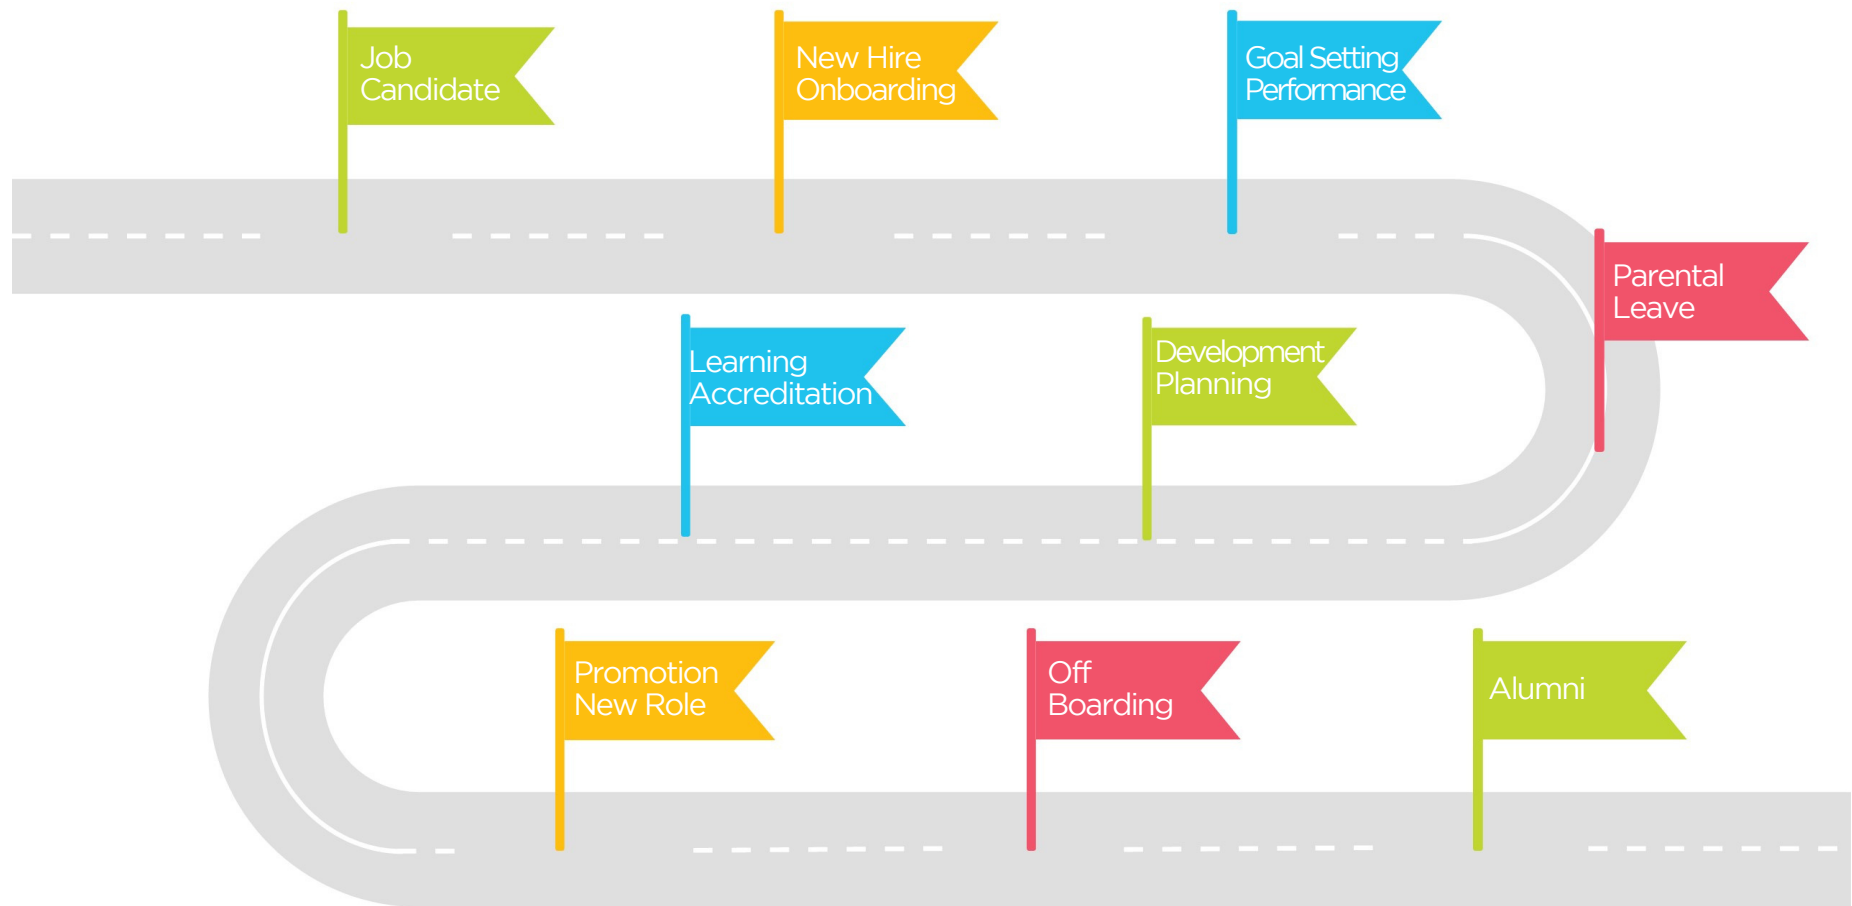 Job
Candidate
New Hire
Onboarding
Goal Setting
Performance
Parental
Leave
Learning
Accreditation
Development
Planning
Promotion
New Role
Off
Boarding
Alumni